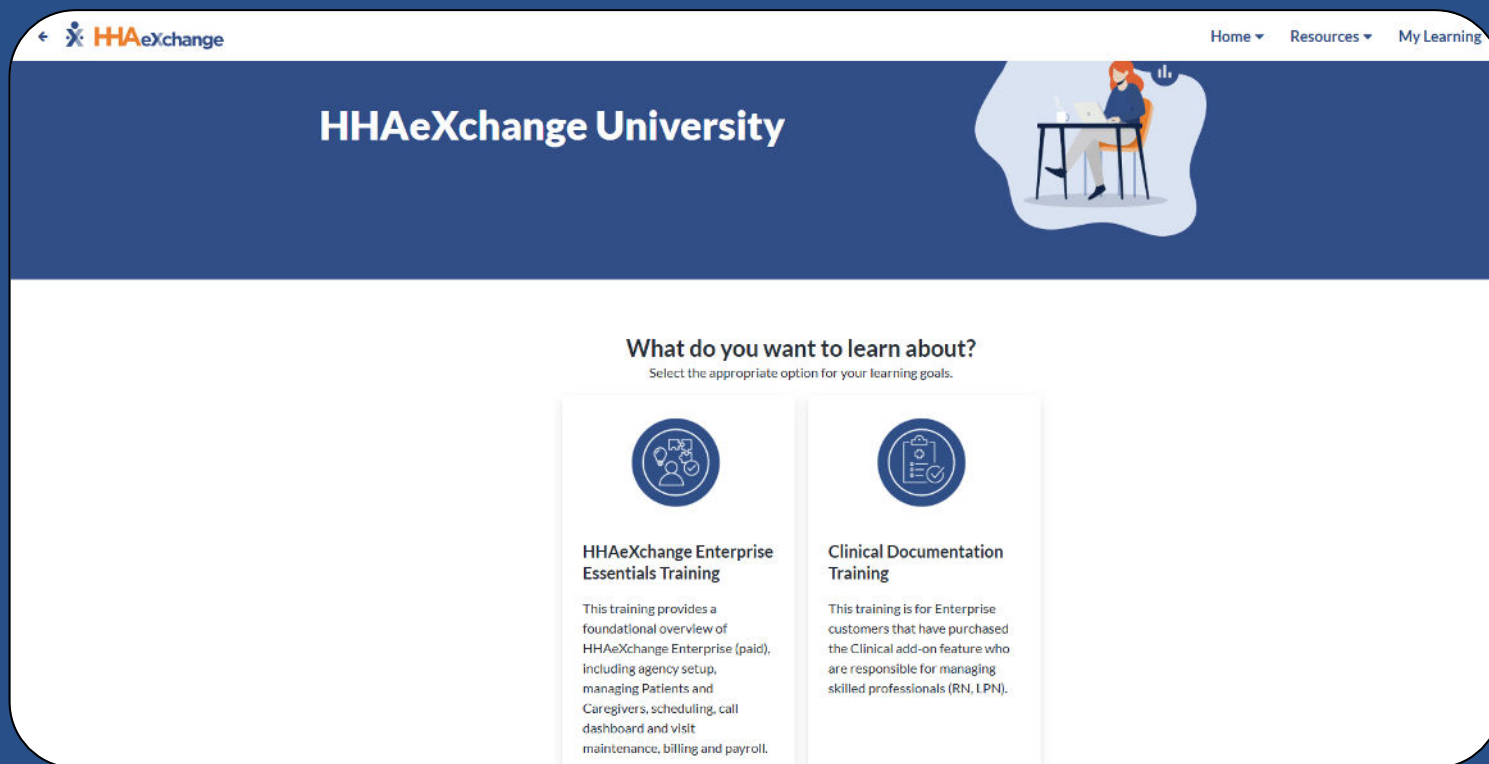 HHAeXchange
Home
Resources
My Learning
HHAeXchange University
What do you want to learn about?
Select the appropriate option for your learning goals.
HHAeXchange Enterprise
Essentials Training
This training provides a
foundational overview of
HHAeXchange Enterprise (paid),
including agency setup,
managing Patients and
Caregivers, scheduling, call
dashboard and visit
maintenance, billing and payroll.
Clinical Documentation
Training
This training is for Enterprise
customers that have purchased
the Clinical add-on feature who
are responsible for managing
skilled professionals (RN, LPN).